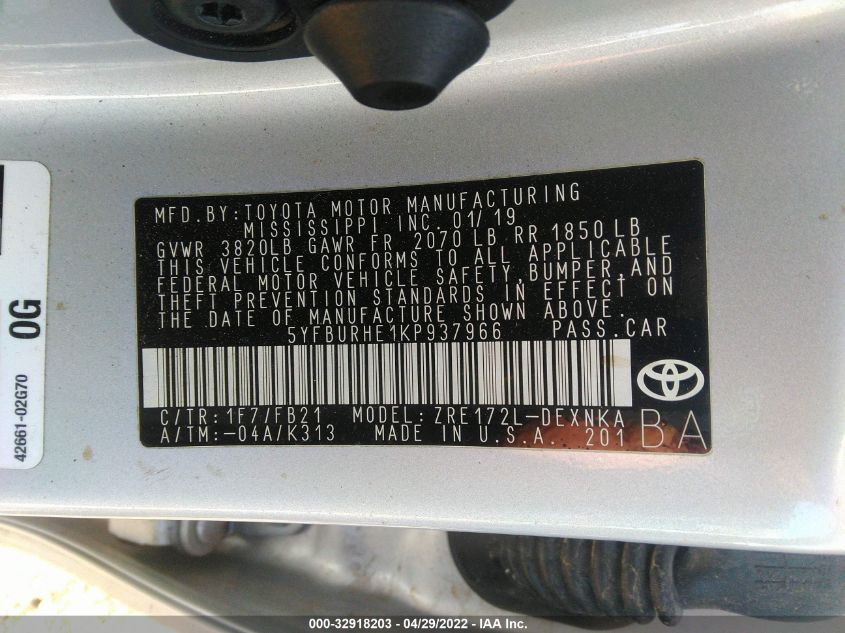 MFD.BY:TOYOTA MOTOR MANUFACTURING
MISSISSIPPI INC. 01/19
GVWR 3820LB GAWR FR 2070 LB RR 1850 LB
THIS VEHICLE CONFORMS TO ALL APPLICABLE
FEDERAL MOTOR VEHICLE SAFETY, BUMPER, AND
THEFT PREVENTION STANDARDS IN EFFECT ON
THE DATE OF MANUFACTURE SHOWN ABOVE.
5YFBURHE1KP937966 PASS.CAR
C/TR: 1F7/FB21 MODEL: ZRE172L-DEXNKA
A/TM:-04A/K313 MADE IN U.S.A. 201
BA
0G
42661-02G70
000-32918203 - 04/29/2022 - IAA, Inc.